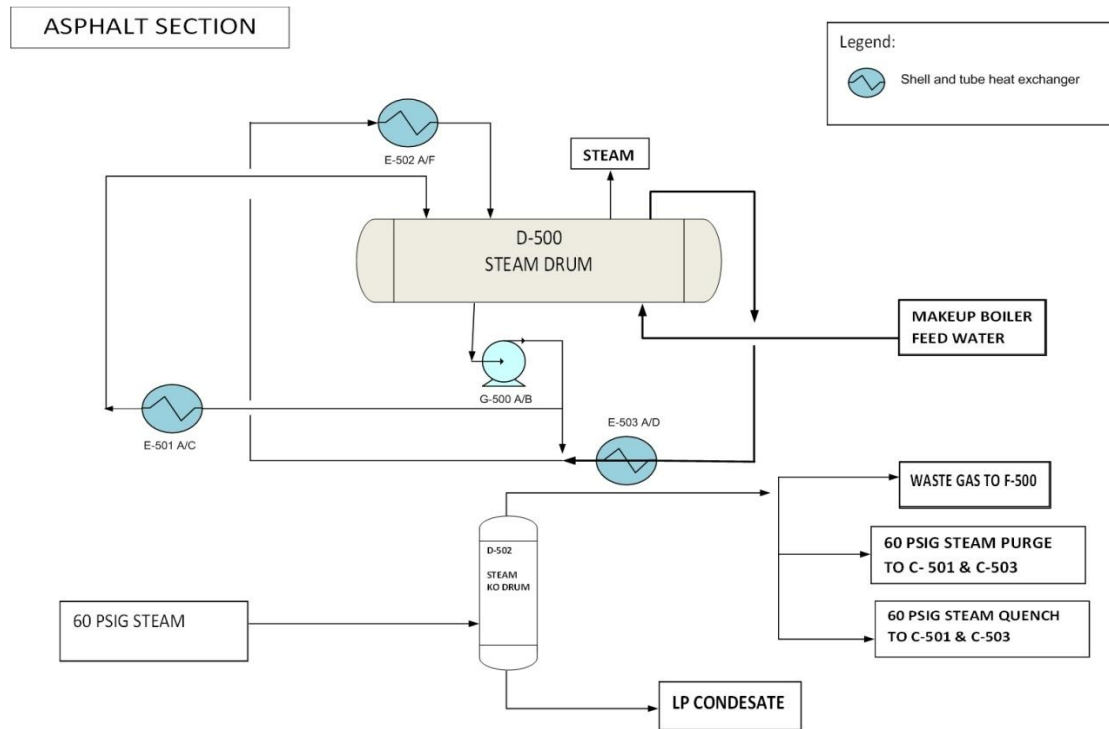 ASPHALT SECTION
Legend:
Shell and tube heat exchanger
E-502 A/F
STEAM
D-500
STEAM DRUM
MAKEUP BOILER
FEED WATER
G-500 A/B
E-501 A/C
E-503 A/D
WASTE GAS TO F-500
D-502
STEAM
KO DRUM
60 PSIG STEAM PURGE
TO C- 501 & C-503
60 PSIG STEAM
60 PSIG STEAM QUENCH
TO C-501 & C-503
LP CONDESATE